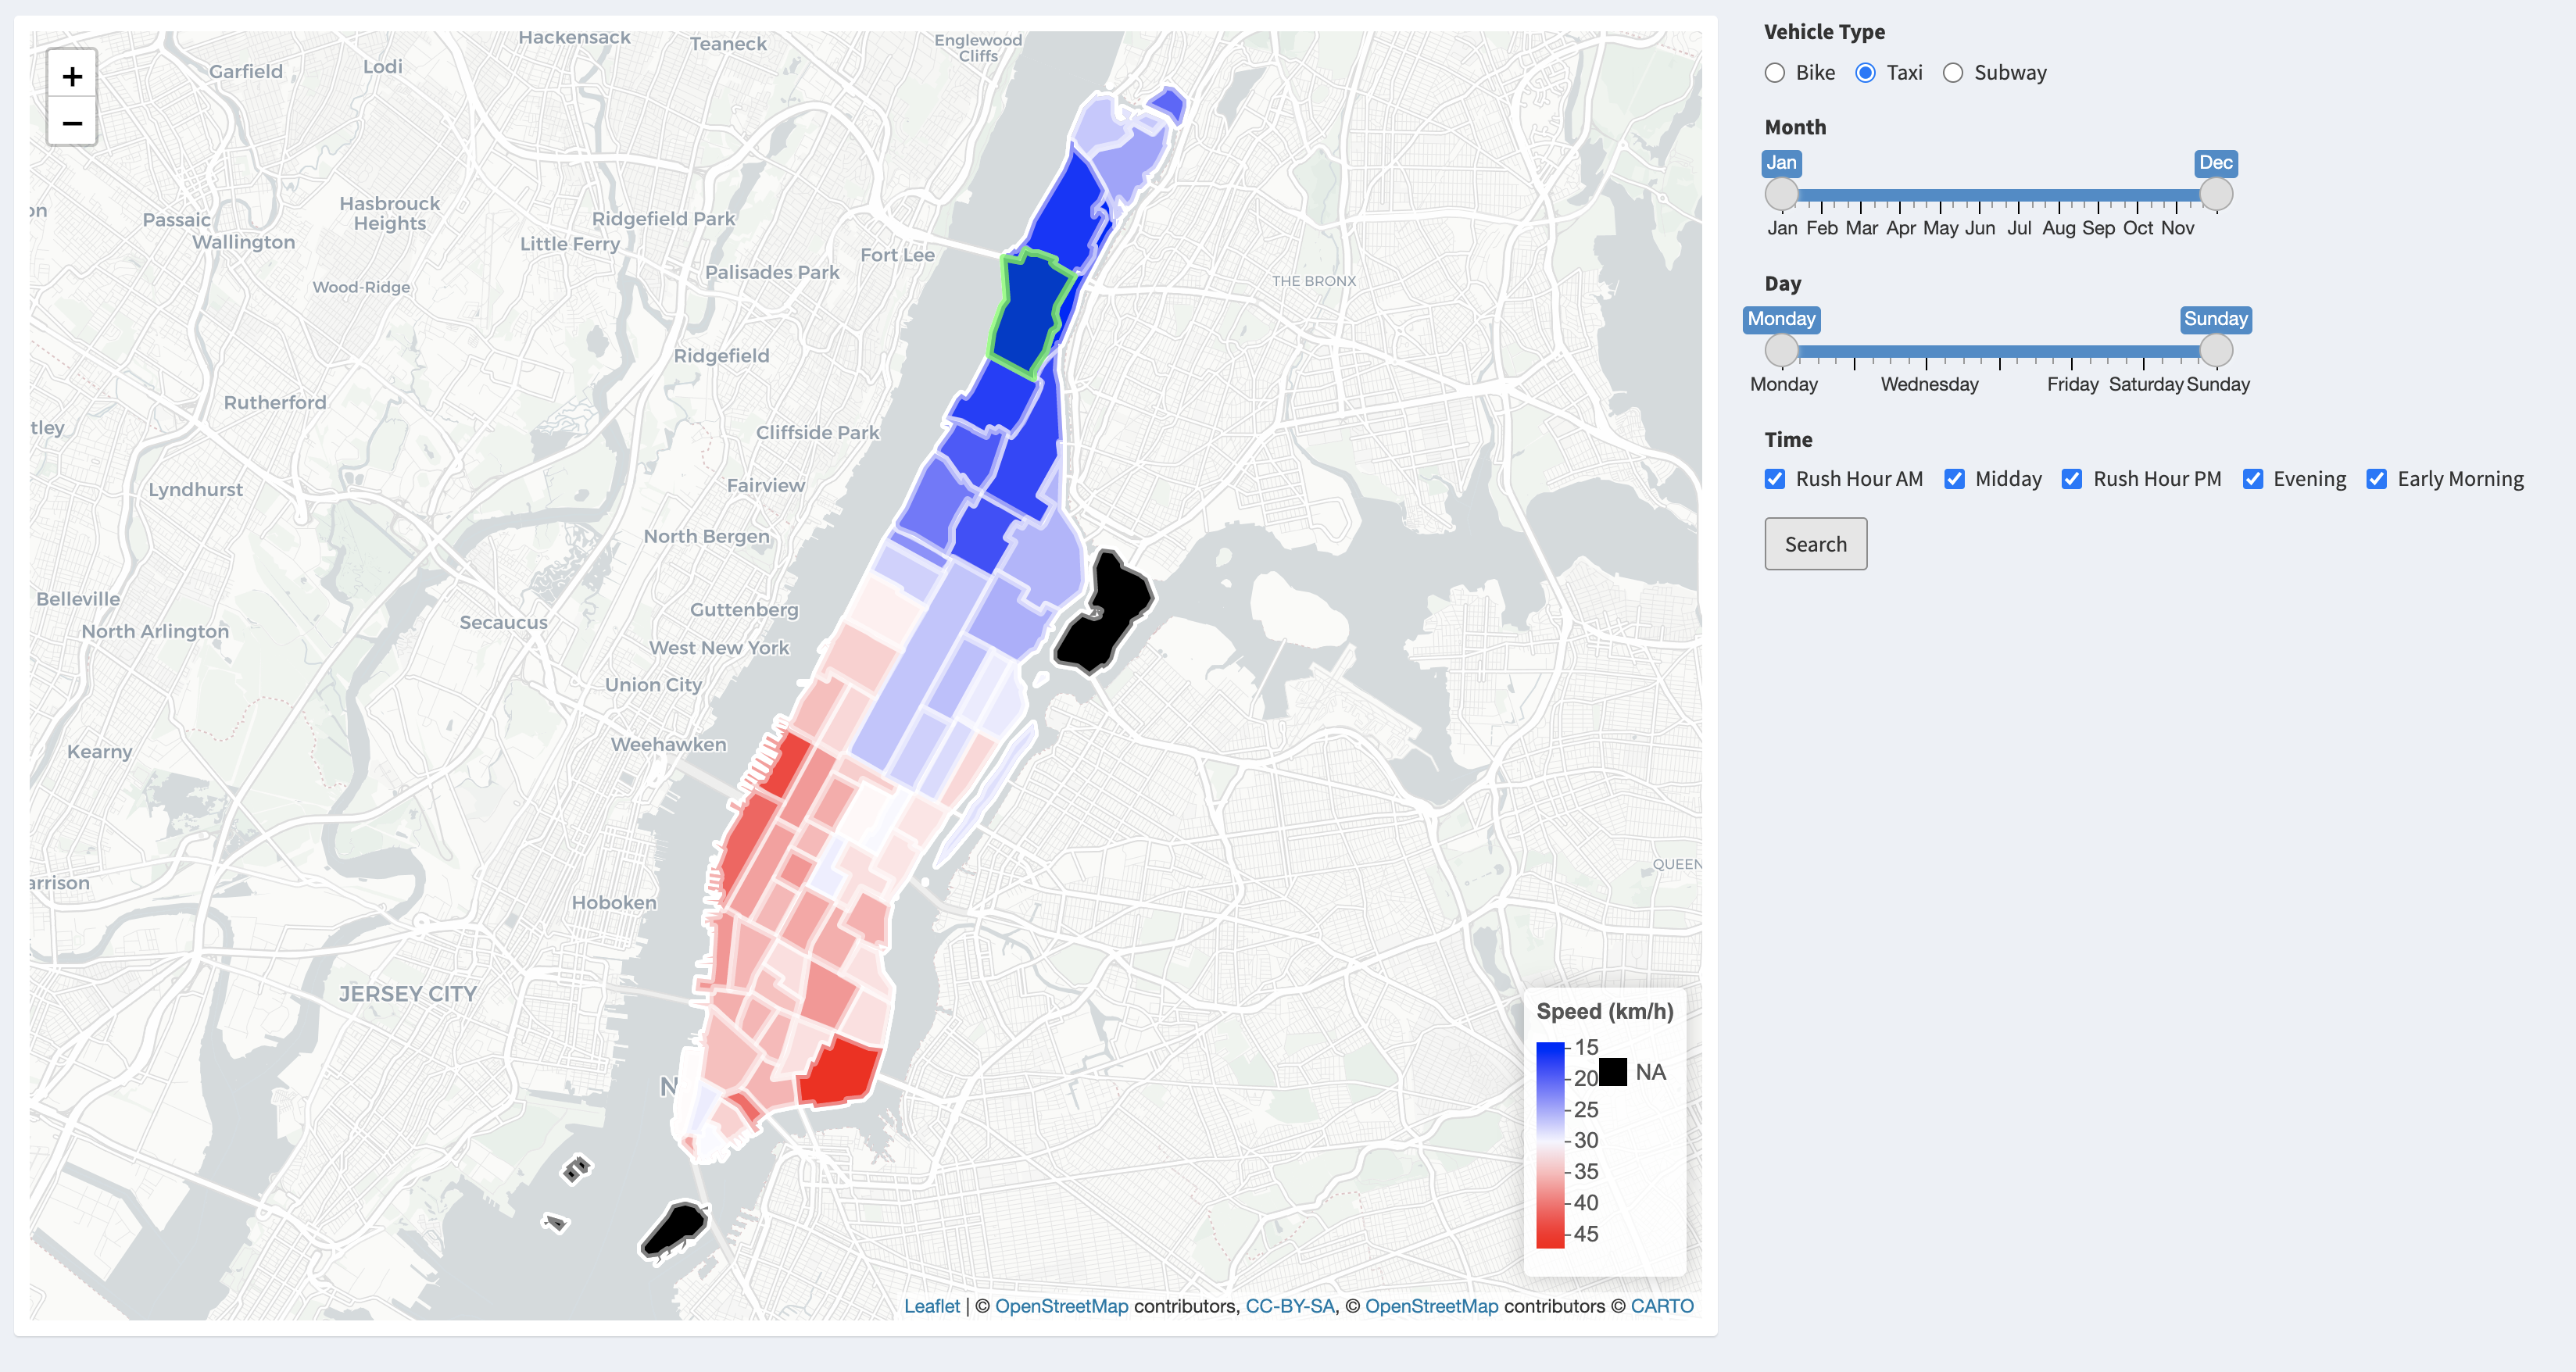 +
−
Hackensack
Teaneck
Englewood
Cliffs
Garfield
Lodi
Hasbrouck
Heights
Passaic
Wallington
Ridgefield Park
Little Ferry
Fort Lee
Palisades Park
THE BRONX
Wood-Ridge
Ridgefield
Rutherford
tley
Cliffside Park
Lyndhurst
Fairview
North Bergen
Belleville
North Arlington
Guttenberg
Secaucus
West New York
Union City
Kearny
Weehawken
QUEEN
arrison
Hoboken
JERSEY CITY
N
on
Speed (km/h)
15
20
25
30
35
40
45
NA
Leaflet | © OpenStreetMap contributors, CC-BY-SA, © OpenStreetMap contributors © CARTO
Vehicle Type
Bike Taxi Subway
Month
Jan Dec
Jan Feb Mar Apr May Jun Jul Aug Sep Oct Nov
Day
Monday Sunday
Monday Wednesday Friday Saturday Sunday
Time
Rush Hour AM Midday Rush Hour PM Evening Early Morning
Search